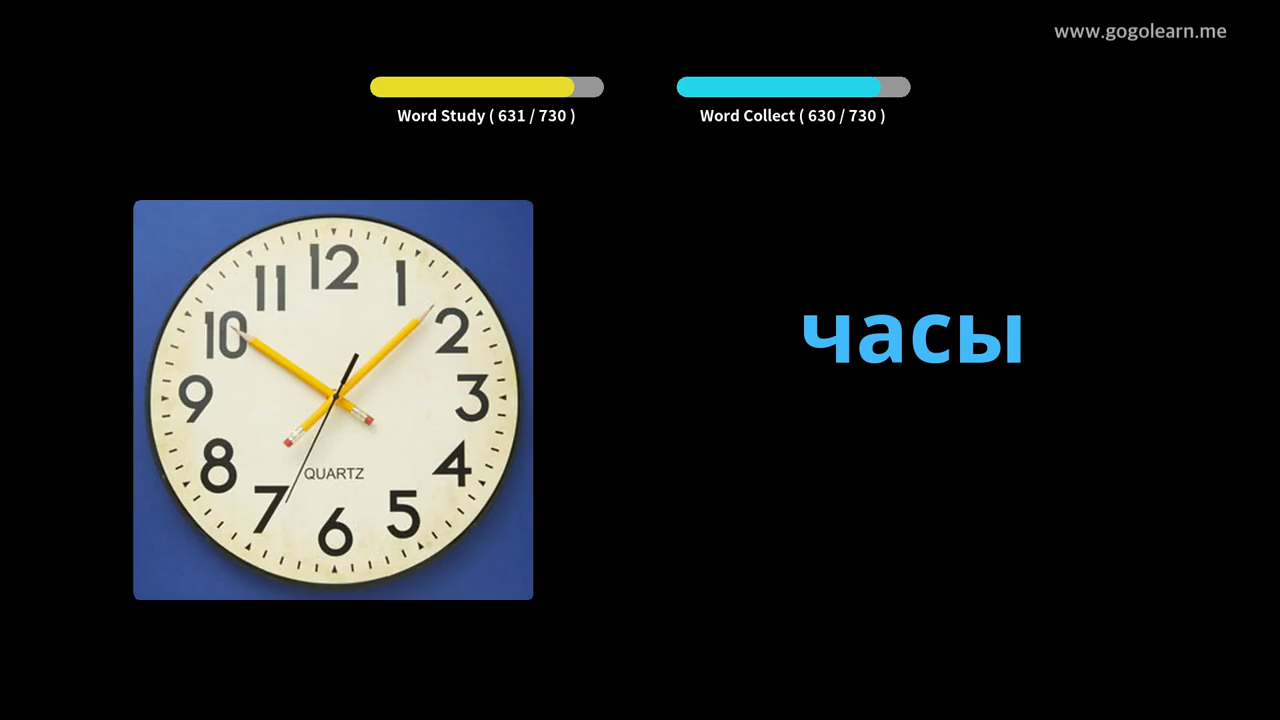 www.gogolearn.me
Word Study ( 631 / 730 )
Word Collect ( 630 / 730 )
12
11
1
10
2
9
3
8
4
7
5
6
QUARTZ
часы